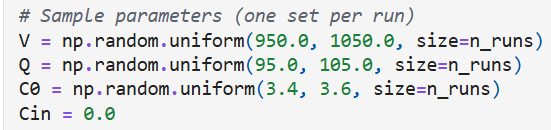 # Sample parameters (one set per run)
V = np.random.uniform(950.0, 1050.0, size=n_runs)
Q = np.random.uniform(95.0, 105.0, size=n_runs)
C0 = np.random.uniform(3.4, 3.6, size=n_runs)
Cin = 0.0